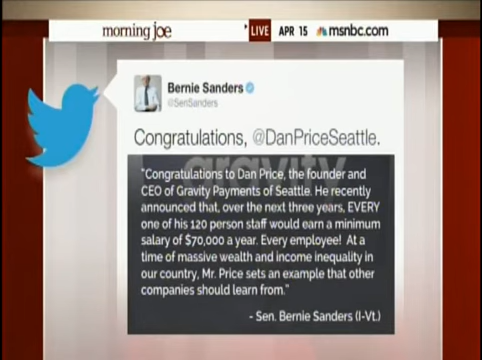 morning joe
LIVE APR 15 msnbc.com
Bernie Sanders
@SenSanders
Congratulations, @DanPriceSeattle.
gravity
"Congratulations to Dan Price, the founder and
CEO of Gravity Payments of Seattle. He recently
announced that, over the next three years, EVERY
one of his 120 person staff would earn a minimum
salary of $70,000 a year. Every employee! At a
time of massive wealth and income inequality in
our country, Mr. Price sets an example that other
companies should learn from."
- Sen. Bernie Sanders (I-Vt.)